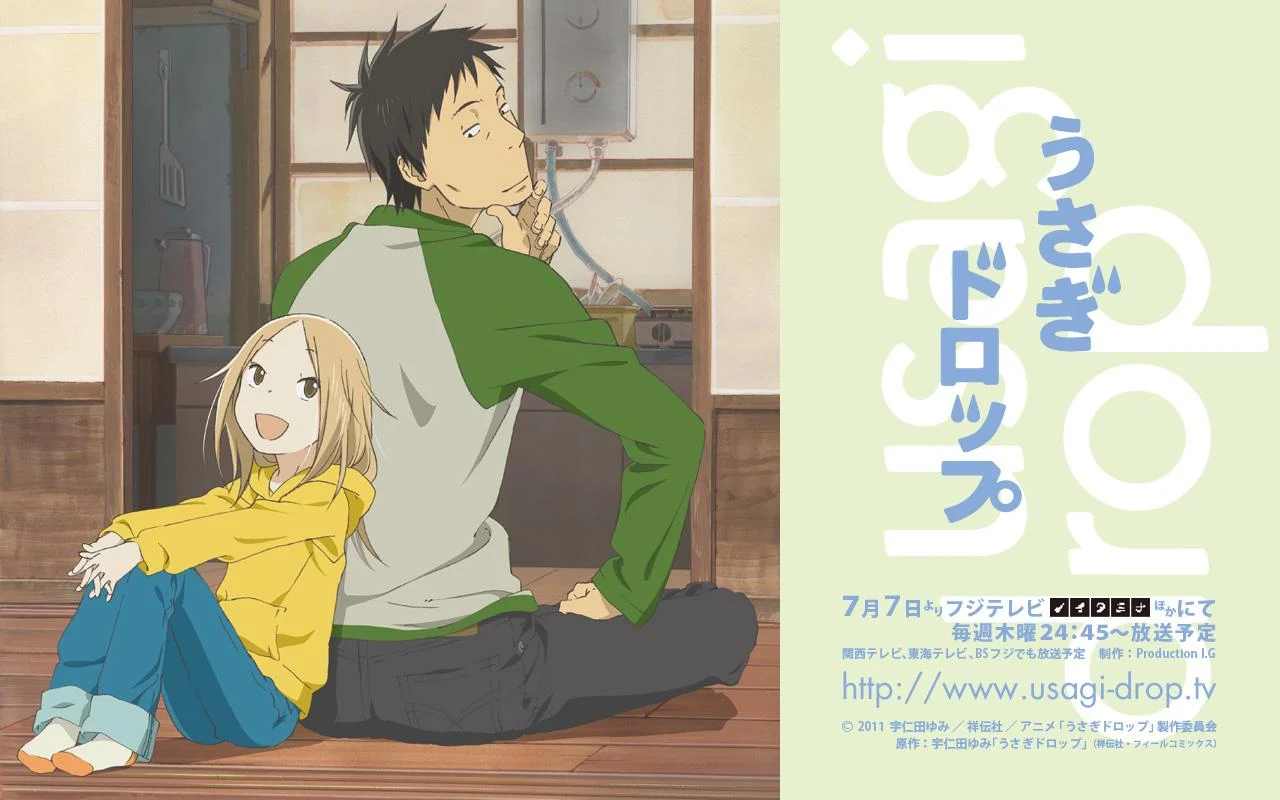 usagi
drop
うさぎ
ドロップ
7月7日よりフジテレビノイタミナほかにて
毎週木曜24:45〜放送予定
関西テレビ、東海テレビ、BSフジでも放送予定　制作：Production I.G
http://www.usagi-drop.tv
© 2011 宇仁田ゆみ／祥伝社／アニメ「うさぎドロップ」製作委員会
原作：宇仁田ゆみ「うさぎドロップ」（祥伝社・フィールコミックス）